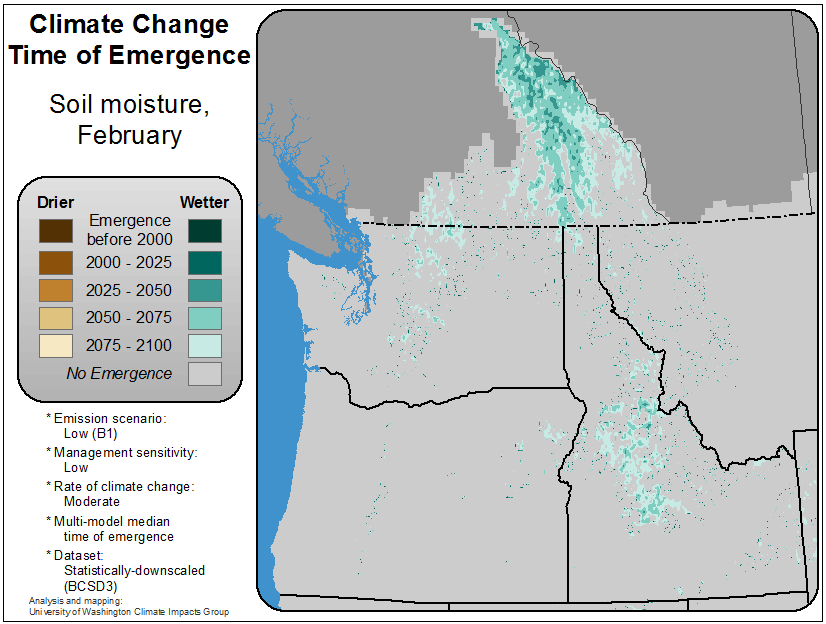 Climate Change
Time of Emergence
Soil moisture,
February
Drier
Wetter
Emergence
before 2000
2000 - 2025
2025 - 2050
2050 - 2075
2075 - 2100
No Emergence
* Emission scenario:
Low (B1)
* Management sensitivity:
Low
* Rate of climate change:
Moderate
* Multi-model median
time of emergence
* Dataset:
Statistically-downscaled
(BCSD3)
Analysis and mapping:
University of Washington Climate Impacts Group